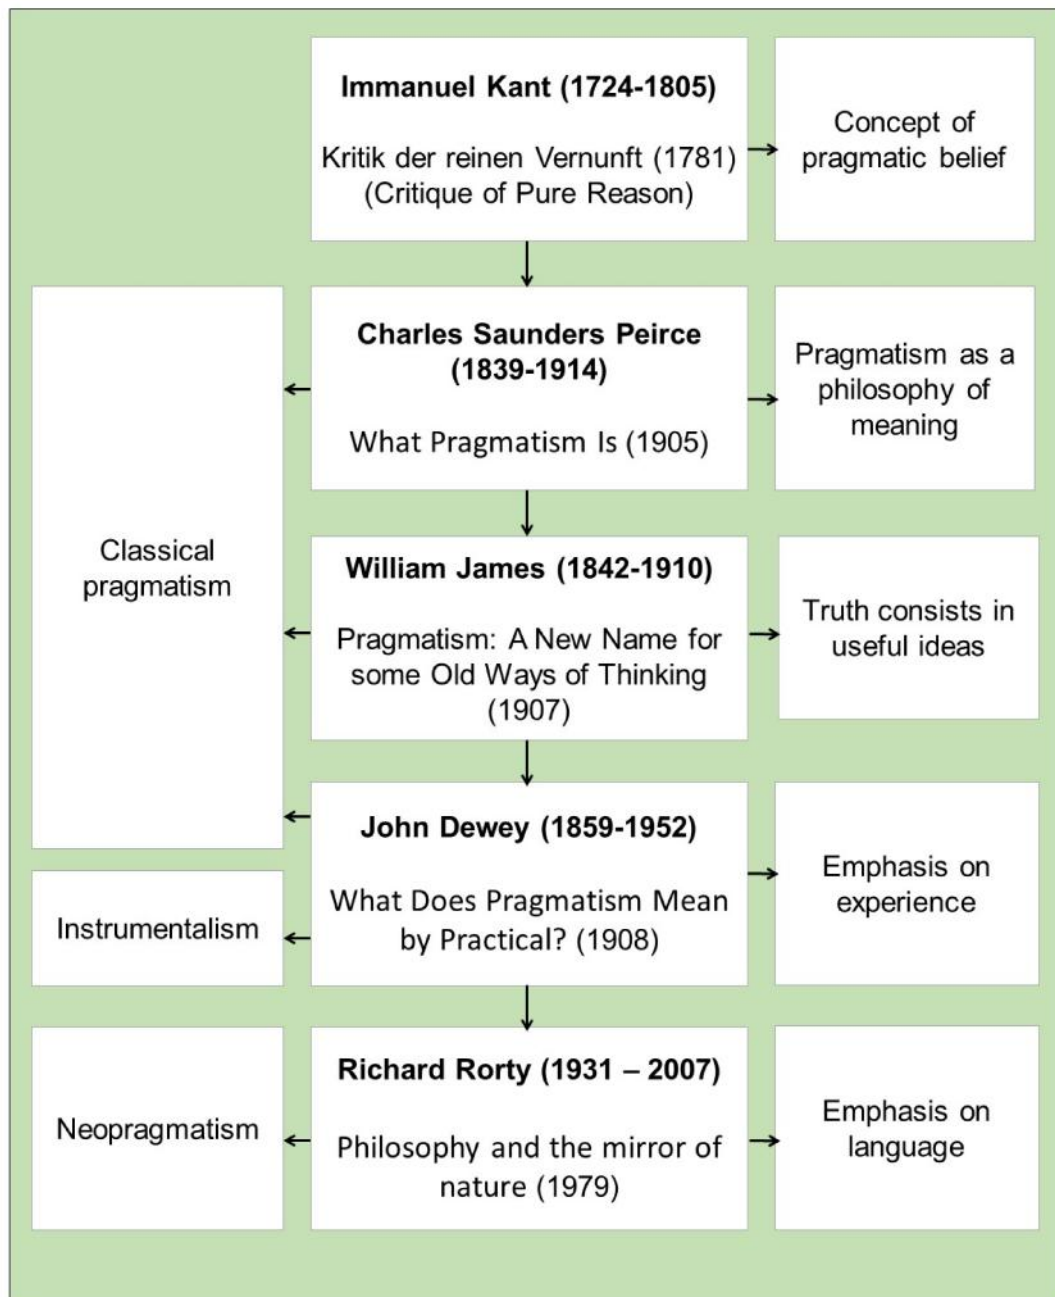 Immanuel Kant (1724-1805)
Kritik der reinen Vernunft (1781)
(Critique of Pure Reason)
Concept of
pragmatic belief
Charles Saunders Peirce
(1839-1914)
What Pragmatism Is (1905)
Pragmatism as a
philosophy of
meaning
Classical
pragmatism
William James (1842-1910)
Pragmatism: A New Name for
some Old Ways of Thinking
(1907)
Truth consists in
useful ideas
John Dewey (1859-1952)
What Does Pragmatism Mean
by Practical? (1908)
Emphasis on
experience
Instrumentalism
Neopragmatism
Richard Rorty (1931 – 2007)
Philosophy and the mirror of
nature (1979)
Emphasis on
language